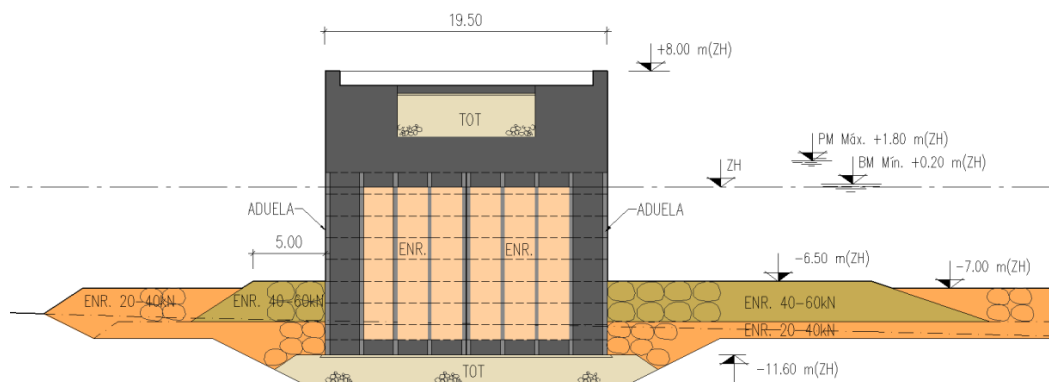 19.50
+8.00 m(ZH)
TOT
PM Máx. +1.80 m(ZH)
BM Mín. +0.20 m(ZH)
ZH
ADUELA
ADUELA
5.00
ENR.
ENR.
-6.50 m(ZH)
-7.00 m(ZH)
ENR. 20-40kN
ENR. 40-60kN
ENR. 40-60kN
ENR. 20-40kN
TOT
-11.60 m(ZH)